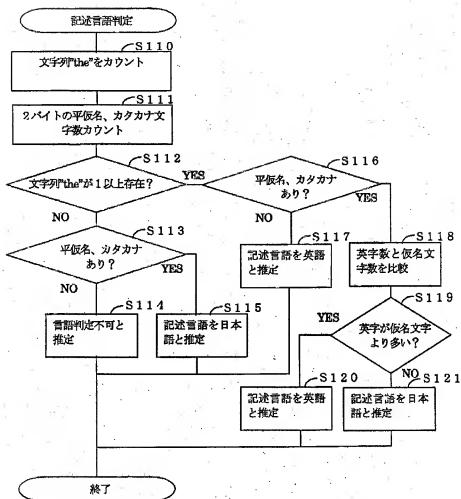 記述言語判定
S110
文字列"the"をカウント
S111
2バイトの平仮名、カタカナ文
字数カウント
S112
文字列"the"が1以上存在?
YES
NO
S116
平仮名、カタカナ
あり?
YES
NO
S113
平仮名、カタカナ
あり?
YES
NO
S117
記述言語を英語
と推定
S118
英字数と仮名文
字数を比較
S114
言語判定不可と
推定
S115
記述言語を日本
語と推定
S119
英字が仮名文字
より多い?
YES
NO
S120
記述言語を英語
と推定
S121
記述言語を日本
語と推定
終了